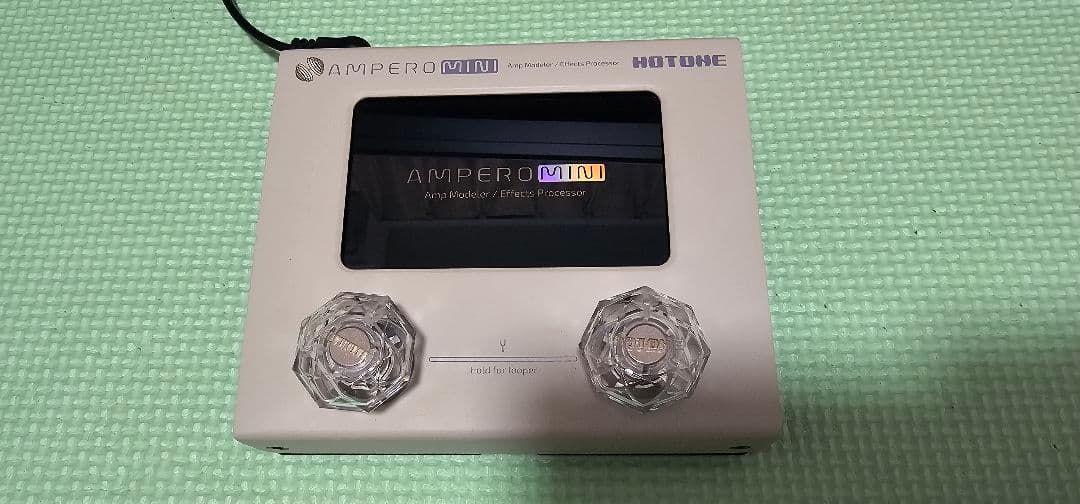 AMPERO MINI Amp Modeler / Effects Processor HOTONE
AMPERO MINI
Amp Modeler / Effects Processor
Hold for looper